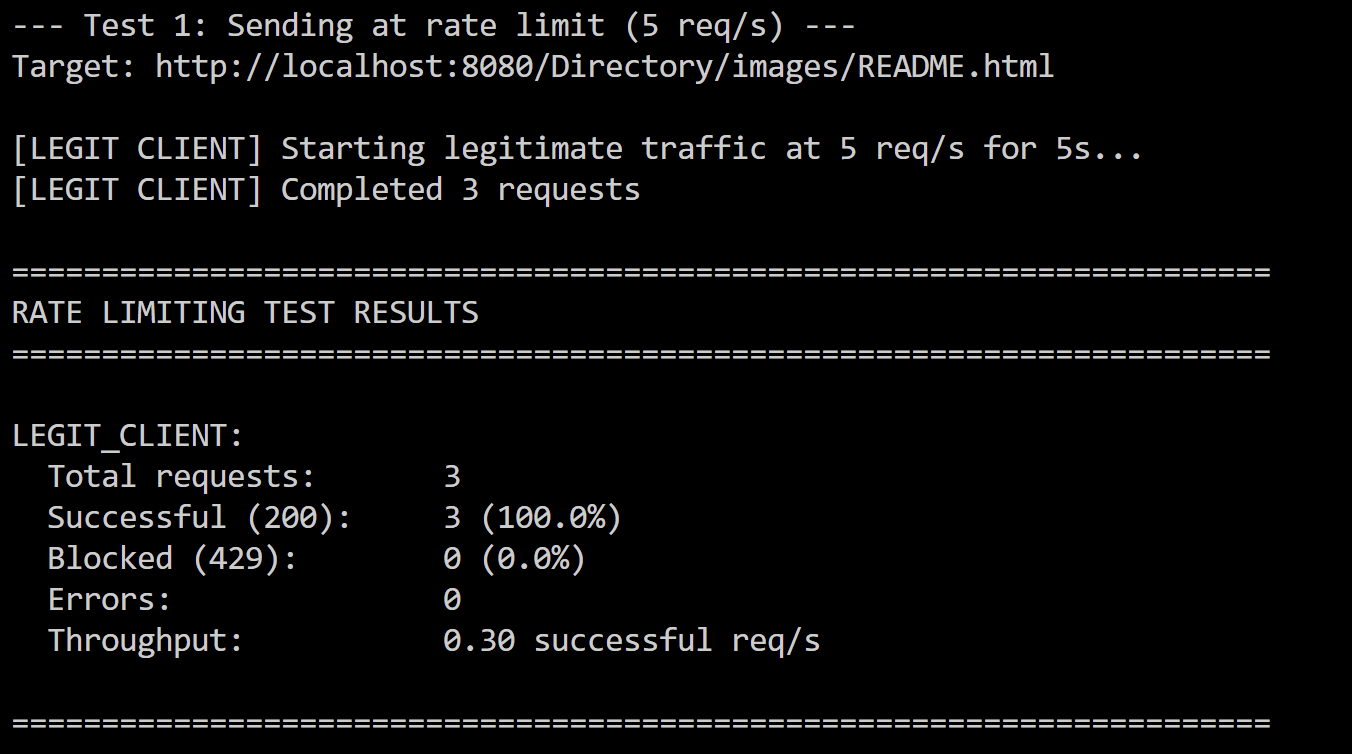 --- Test 1: Sending at rate limit (5 req/s) ---
Target: http://localhost:8080/Directory/images/README.html
[LEGIT CLIENT] Starting legitimate traffic at 5 req/s for 5s...
[LEGIT CLIENT] Completed 3 requests
======================================================================
RATE LIMITING TEST RESULTS
======================================================================
LEGIT_CLIENT:
  Total requests:       3
  Successful (200):     3 (100.0%)
  Blocked (429):        0 (0.0%)
  Errors:               0
  Throughput:           0.30 successful req/s
======================================================================